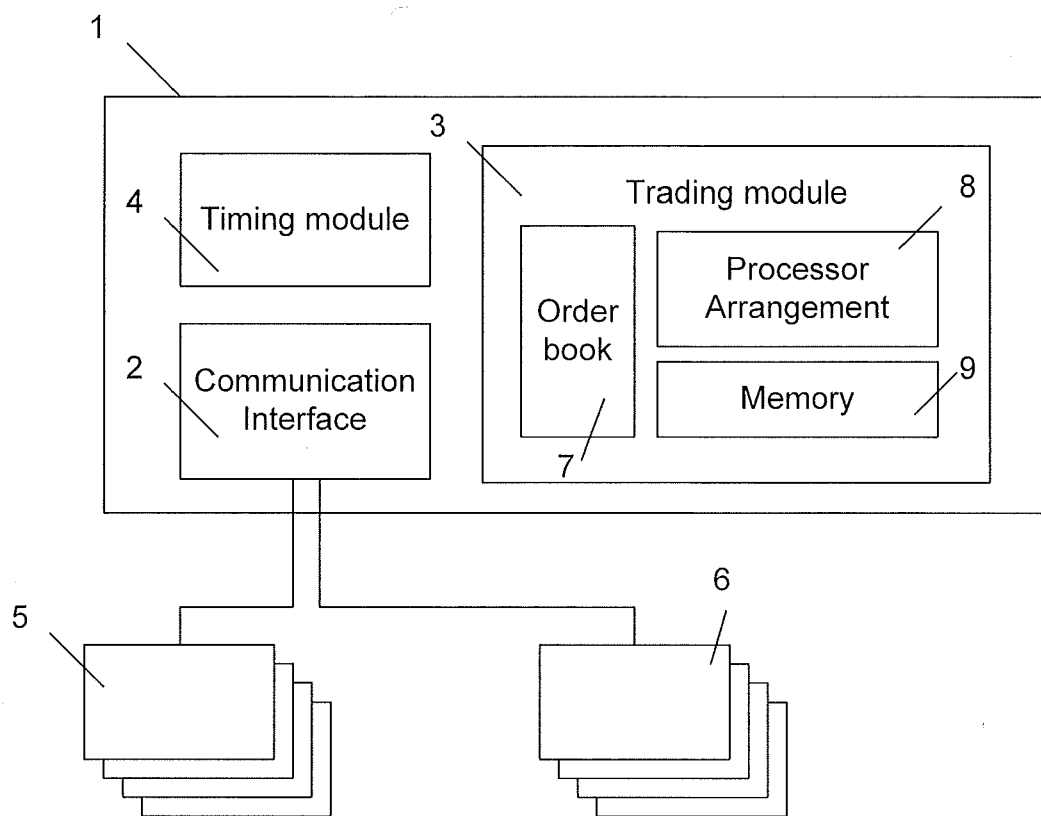 1
3
Trading module
8
4
Timing module
Processor
Arrangement
Order
book
2
Communication
Interface
9
Memory
7
5
6